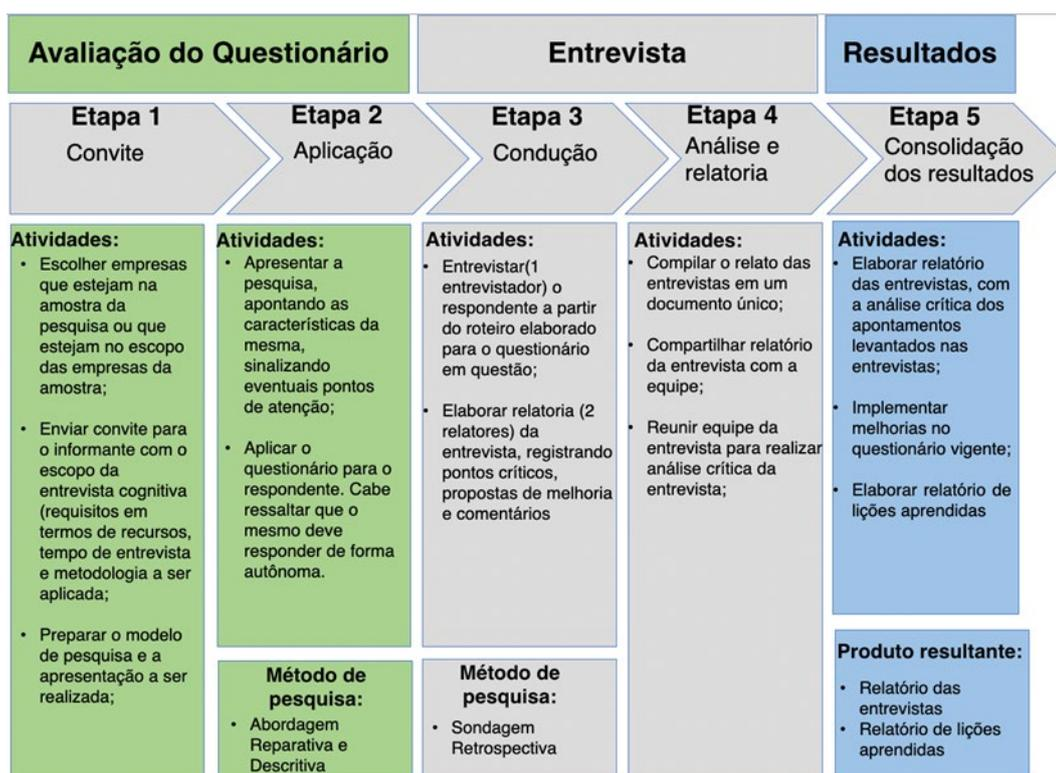 Avaliação do Questionário
Entrevista
Resultados
Etapa 1
Convite
Etapa 2
Aplicação
Etapa 3
Condução
Etapa 4
Análise e
relatoria
Etapa 5
Consolidação
dos resultados
Atividades:
• Escolher empresas
que estejam na
amostra da
pesquisa ou que
estejam no escopo
das empresas da
amostra;
• Enviar convite para
o informante com o
escopo da
entrevista cognitiva
(requisitos em
termos de recursos,
tempo de entrevista
e metodologia a ser
aplicada;
• Preparar o modelo
de pesquisa e a
apresentação a ser
realizada;
Atividades:
• Apresentar a
pesquisa,
apontando as
características da
mesma,
sinalizando
eventuais pontos
de atenção;
• Aplicar o
questionário para o
respondente. Cabe
ressaltar que o
mesmo deve
responder de forma
autônoma.
Método de
pesquisa:
• Abordagem
Reparativa e
Descritiva
Atividades:
• Entrevistar(1
entrevistador) o
respondente a partir
do roteiro elaborado
para o questionário
em questão;
• Elaborar relatoria (2
relatores) da
entrevista, registrando
pontos críticos,
propostas de melhoria
e comentários
Método de
pesquisa:
• Sondagem
Retrospectiva
Atividades:
• Compilar o relato das
entrevistas em um
documento único;
• Compartilhar relatório
da entrevista com a
equipe;
• Reunir equipe da
entrevista para realizar
análise crítica da
entrevista;
Atividades:
• Elaborar relatório
das entrevistas, com
a análise crítica dos
apontamentos
levantados nas
entrevistas;
• Implementar
melhorias no
questionário vigente;
• Elaborar relatório de
lições aprendidas
Produto resultante:
• Relatório das
entrevistas
• Relatório de lições
aprendidas